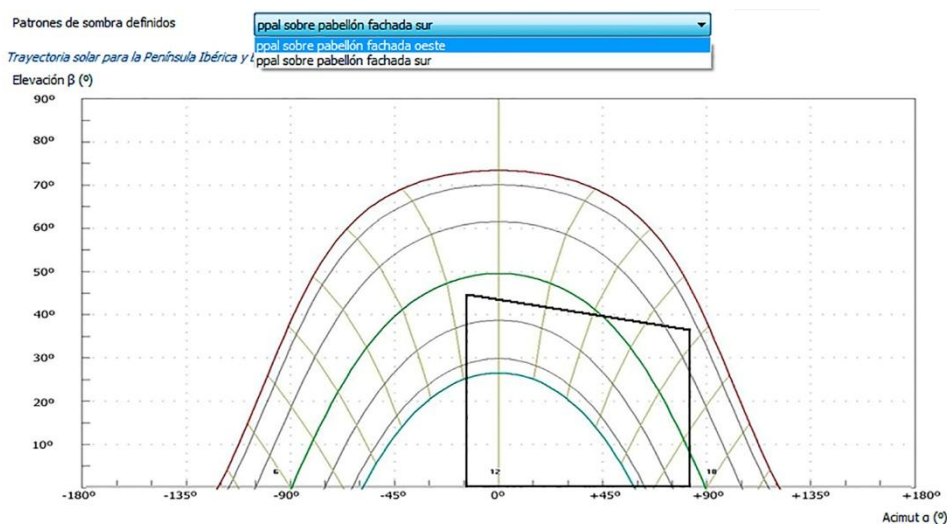 Patrones de sombra definidos
ppal sobre pabellón fachada sur
ppal sobre pabellón fachada oeste
ppal sobre pabellón fachada sur
Trayectoria solar para la Península Ibérica y
Elevación β (º)
90º
80º
70º
60º
50º
40º
30º
20º
10º
6
12
18
-180º
-135º
-90º
-45º
0º
+45º
+90º
+135º
+180º
Acimut α (º)